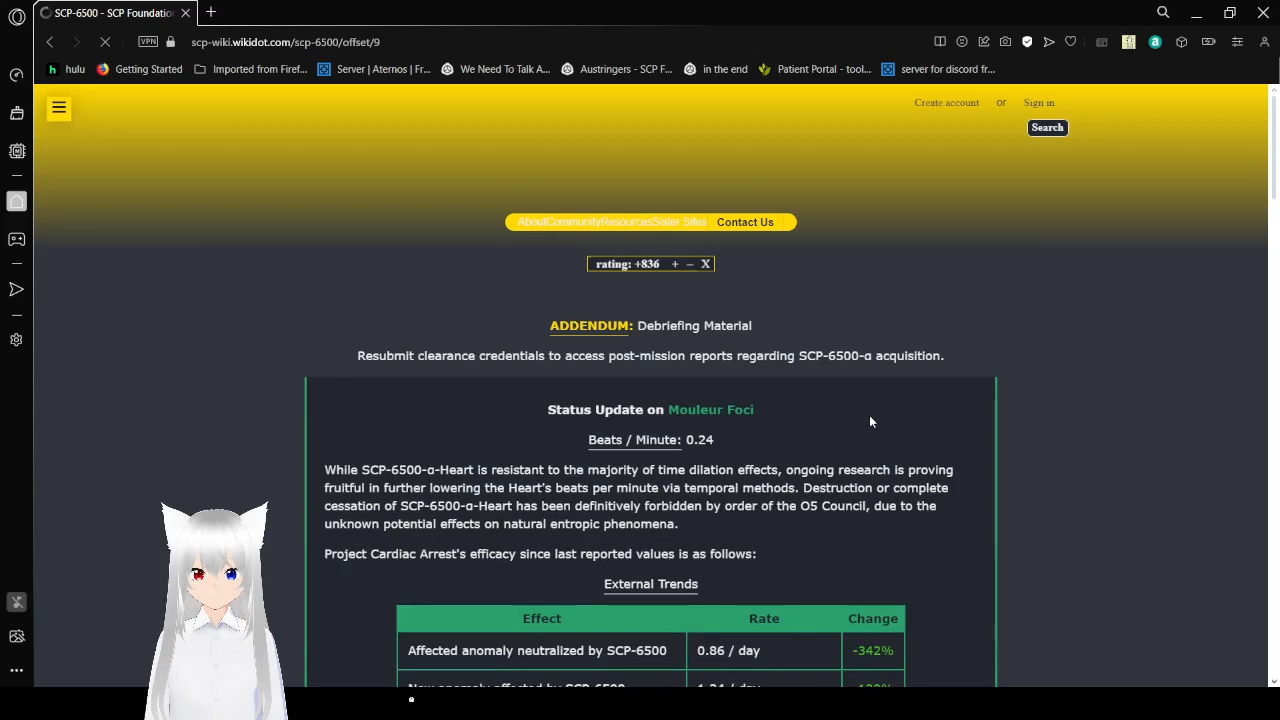 SCP-6500 - SCP Foundatio
VPN
scp-wiki.wikidot.com/scp-6500/offset/9
hulu
Getting Started
Imported from Firef...
Server | Aternos | Fr...
We Need To Talk A...
Austringers - SCP F...
in the end
Patient Portal - tool...
server for discord fr...
Create account or Sign in
Search
AboutCommunityResourcesSister Sites Contact Us
rating: +836 + – X
ADDENDUM: Debriefing Material
Resubmit clearance credentials to access post-mission reports regarding SCP-6500-α acquisition.
Status Update on Mouleur Foci
Beats / Minute: 0.24
While SCP-6500-α-Heart is resistant to the majority of time dilation effects, ongoing research is proving
fruitful in further lowering the Heart's beats per minute via temporal methods. Destruction or complete
cessation of SCP-6500-α-Heart has been definitively forbidden by order of the O5 Council, due to the
unknown potential effects on natural entropic phenomena.
Project Cardiac Arrest's efficacy since last reported values is as follows:
External Trends
Effect Rate Change
Affected anomaly neutralized by SCP-6500 0.86 / day -342%